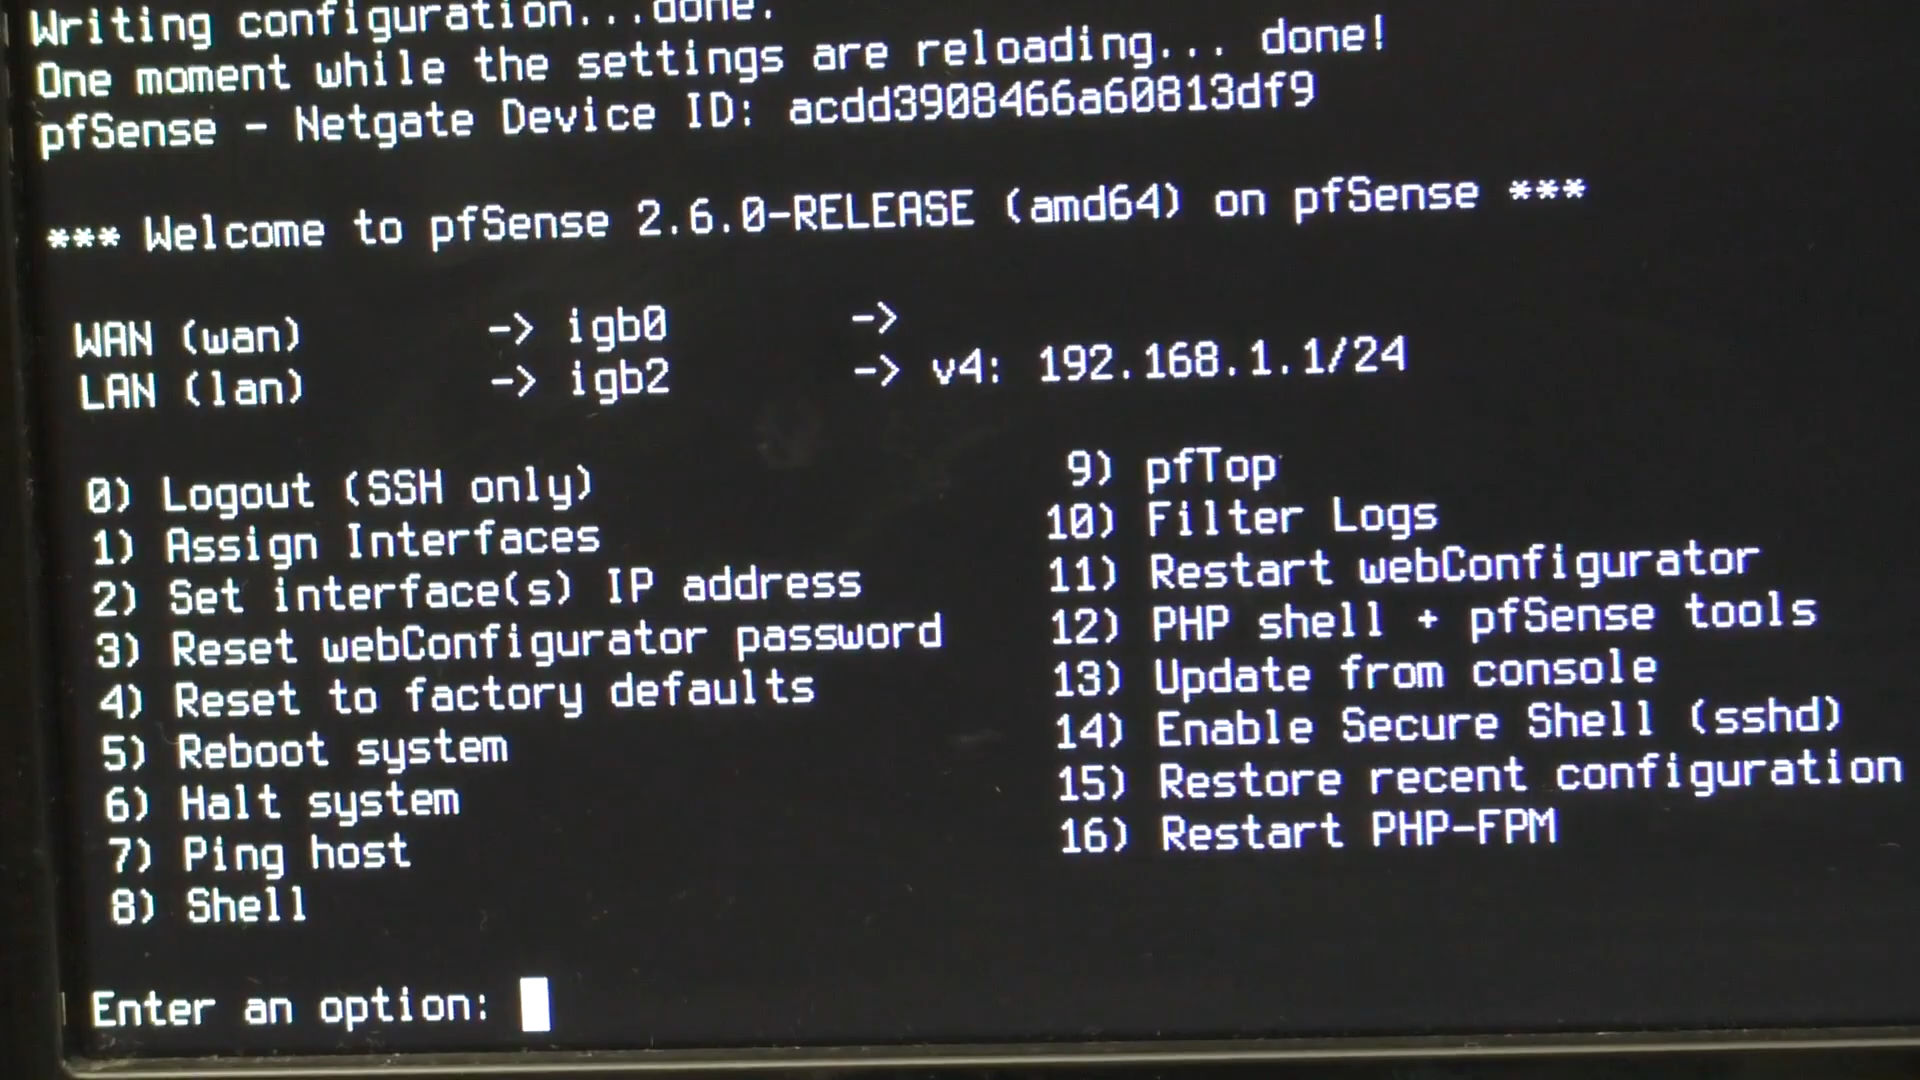 Writing configuration...done.
One moment while the settings are reloading... done!
pfSense - Netgate Device ID: acdd3908466a60813df9
*** Welcome to pfSense 2.6.0-RELEASE (amd64) on pfSense ***
WAN (wan) -> igb0 ->
LAN (lan) -> igb2 -> v4: 192.168.1.1/24
0) Logout (SSH only) 9) pfTop
1) Assign Interfaces 10) Filter Logs
2) Set interface(s) IP address 11) Restart webConfigurator
3) Reset webConfigurator password 12) PHP shell + pfSense tools
4) Reset to factory defaults 13) Update from console
5) Reboot system 14) Enable Secure Shell (sshd)
6) Halt system 15) Restore recent configuration
7) Ping host 16) Restart PHP-FPM
8) Shell
Enter an option: